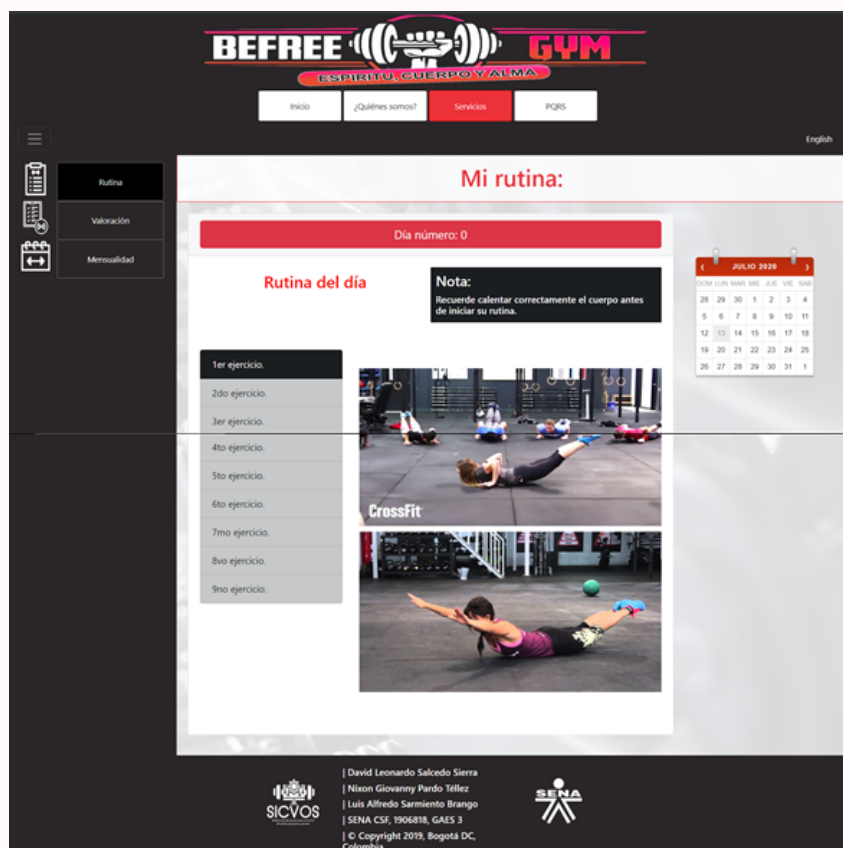 BEFREE GYM
ESPIRITU, CUERPO Y ALMA
Inicio
¿Quiénes somos?
Servicios
PQRS
English
Rutina
Valoración
Mensualidad
Mi rutina:
Día número: 0
Rutina del día
Nota:
Recuerde calentar correctamente el cuerpo antes
de iniciar su rutina.
JULIO 2020
DOM LUN MAR MIE JUE VIE SAB
28 29 30 1 2 3 4
5 6 7 8 9 10 11
12 13 14 15 16 17 18
19 20 21 22 23 24 25
26 27 28 29 30 31 1
1er ejercicio.
2do ejercicio.
3er ejercicio.
4to ejercicio.
5to ejercicio.
6to ejercicio.
7mo ejercicio.
8vo ejercicio.
9no ejercicio.
CrossFit
SICVOS
| David Leonardo Salcedo Sierra
| Nixon Giovanny Pardo Téllez
| Luis Alfredo Sarmiento Brango
| SENA CSF, 1906818, GAES 3
| © Copyright 2019, Bogotá DC,
Colombia
SENA